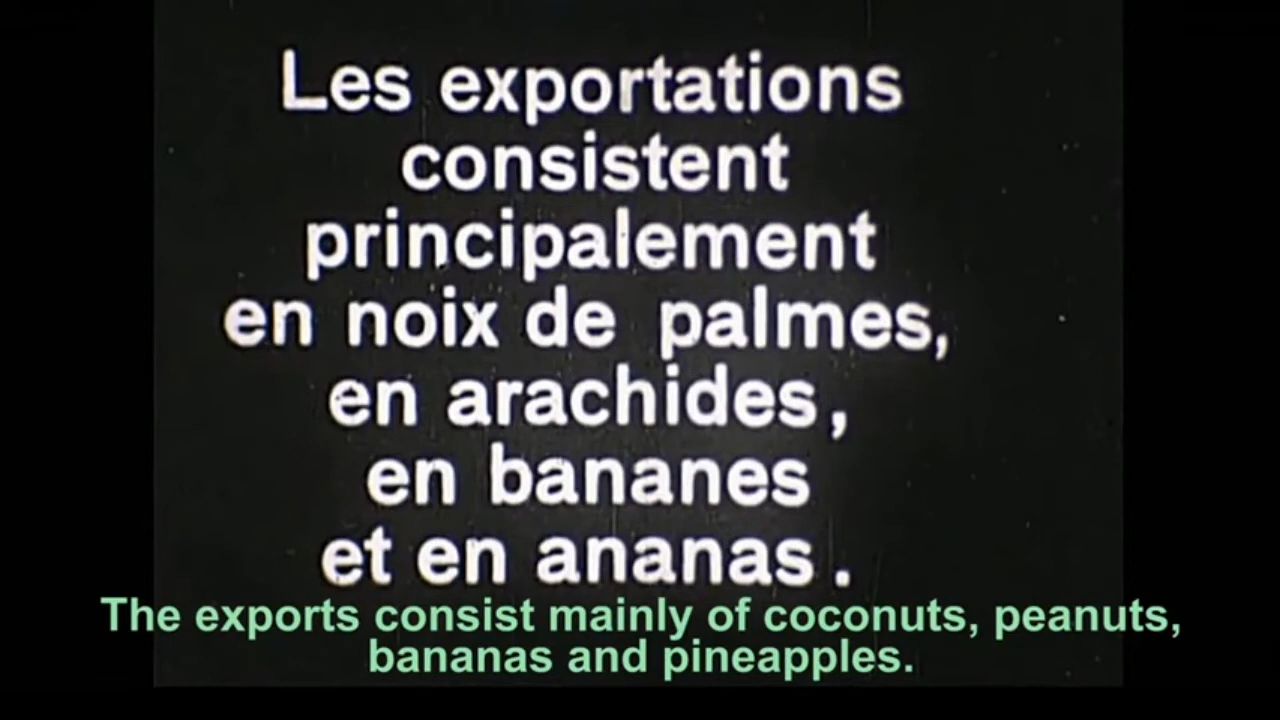 Les exportations
consistent
principalement
en noix de palmes,
en arachides,
en bananes
et en ananas.
The exports consist mainly of coconuts, peanuts,
bananas and pineapples.